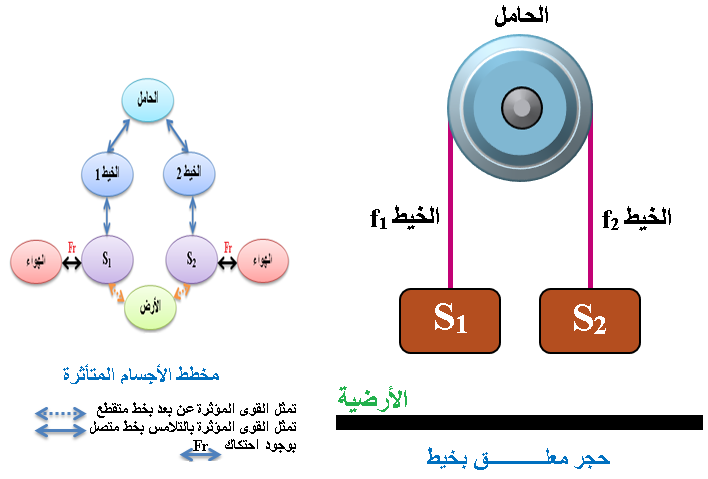 الحامل
الخيط f1
الخيط f2
S1
S2
الأرضية
حجر معلـــــــــــق بخيط
الحامل
الخيط 1
الخيط 2
الهواء
Fr
S1
S2
Fr
الهواء
الأرض
مخطط الأجسام المتأثرة
تمثل القوى المؤثرة عن بعد بخط متقطع
تمثل القوى المؤثرة بالتلامس بخط متصل
بوجود احتكاك Fr